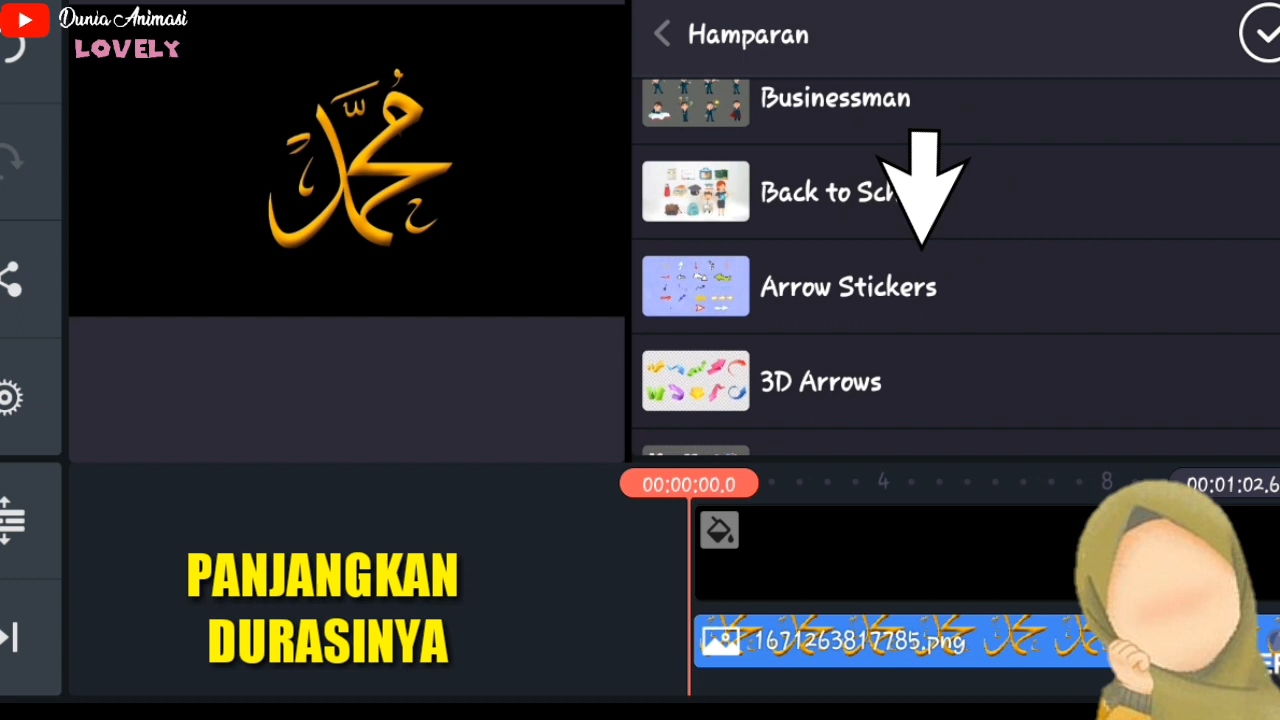 Dunia Animasi
LOVELY
مُحَمَّد
Hamparan
Businessman
Back to Sch
Arrow Stickers
3D Arrows
00:00:00.0
4
8
00:01:02.6
PANJANGKAN
DURASINYA
1671263817785.png